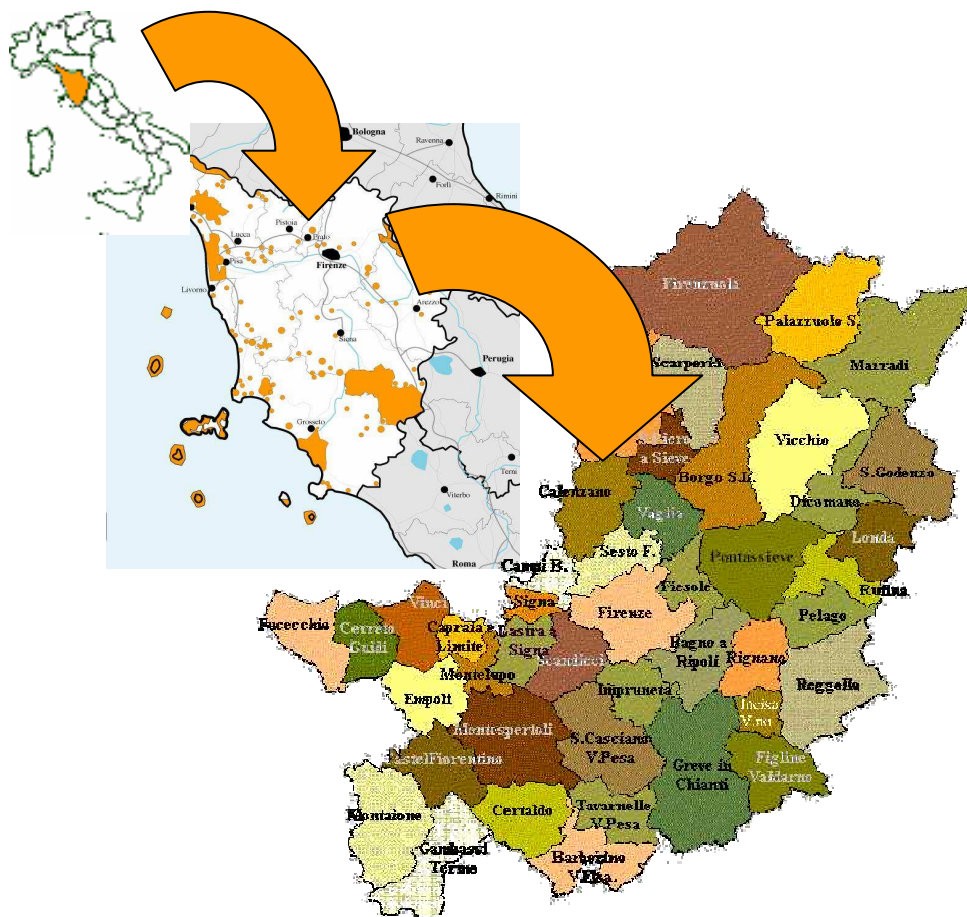 Bologna
Ravenna
Forlì
Rimini
Pistoia
Lucca
Prato
Firenze
Pisa
Livorno
Arezzo
Siena
Perugia
Grosseto
Terni
Viterbo
Roma
Firenzuola
Palazzuolo S.
Scarperia
Marradi
Vicchio
S.Piero
a Sieve
S.Godenzo
Borgo S.L.
Calenzano
Dicomano
Vaglia
Londa
Sesto F.
Pontassieve
Campi B.
Fiesole
Rufina
Vinci
Signa
Firenze
Pelago
Fucecchio
Cerreto
Guidi
Capraia e
Limite
Lastra a
Signa
Scandicci
Bagno a
Ripoli
Rignano
Reggello
Montelupo
Empoli
Impruneta
Incisa
V.no
Montespertoli
S.Casciano
V.Pesa
CastelFiorentino
Greve in
Chianti
Figline
Valdarno
Montaione
Certaldo
Tavarnelle
V.Pesa
Gambassi
Terme
Barberino
V.Elsa